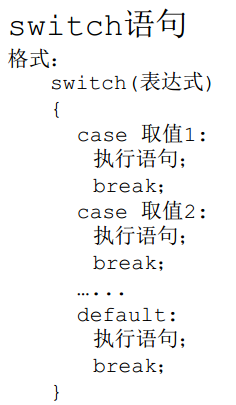 switch语句
格式：
switch(表达式)
{
case 取值1：
执行语句；
break；
case 取值2：
执行语句；
break；
…...
default：
执行语句；
break；
}